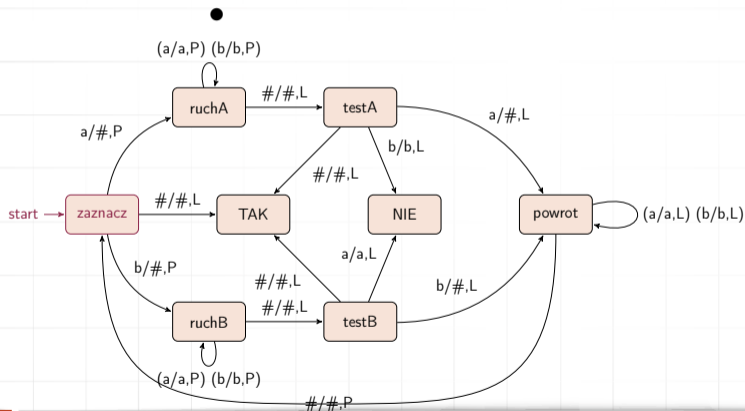 (a/a,P) (b/b,P)
ruchA
#/#,L
testA
a/#,L
a/#,P
b/b,L
#/#,L
start
zaznacz
#/#,L
TAK
NIE
powrot
(a/a,L) (b/b,L)
b/#,P
a/a,L
#/#,L
b/#,L
ruchB
#/#,L
testB
(a/a,P) (b/b,P)
#/#,P